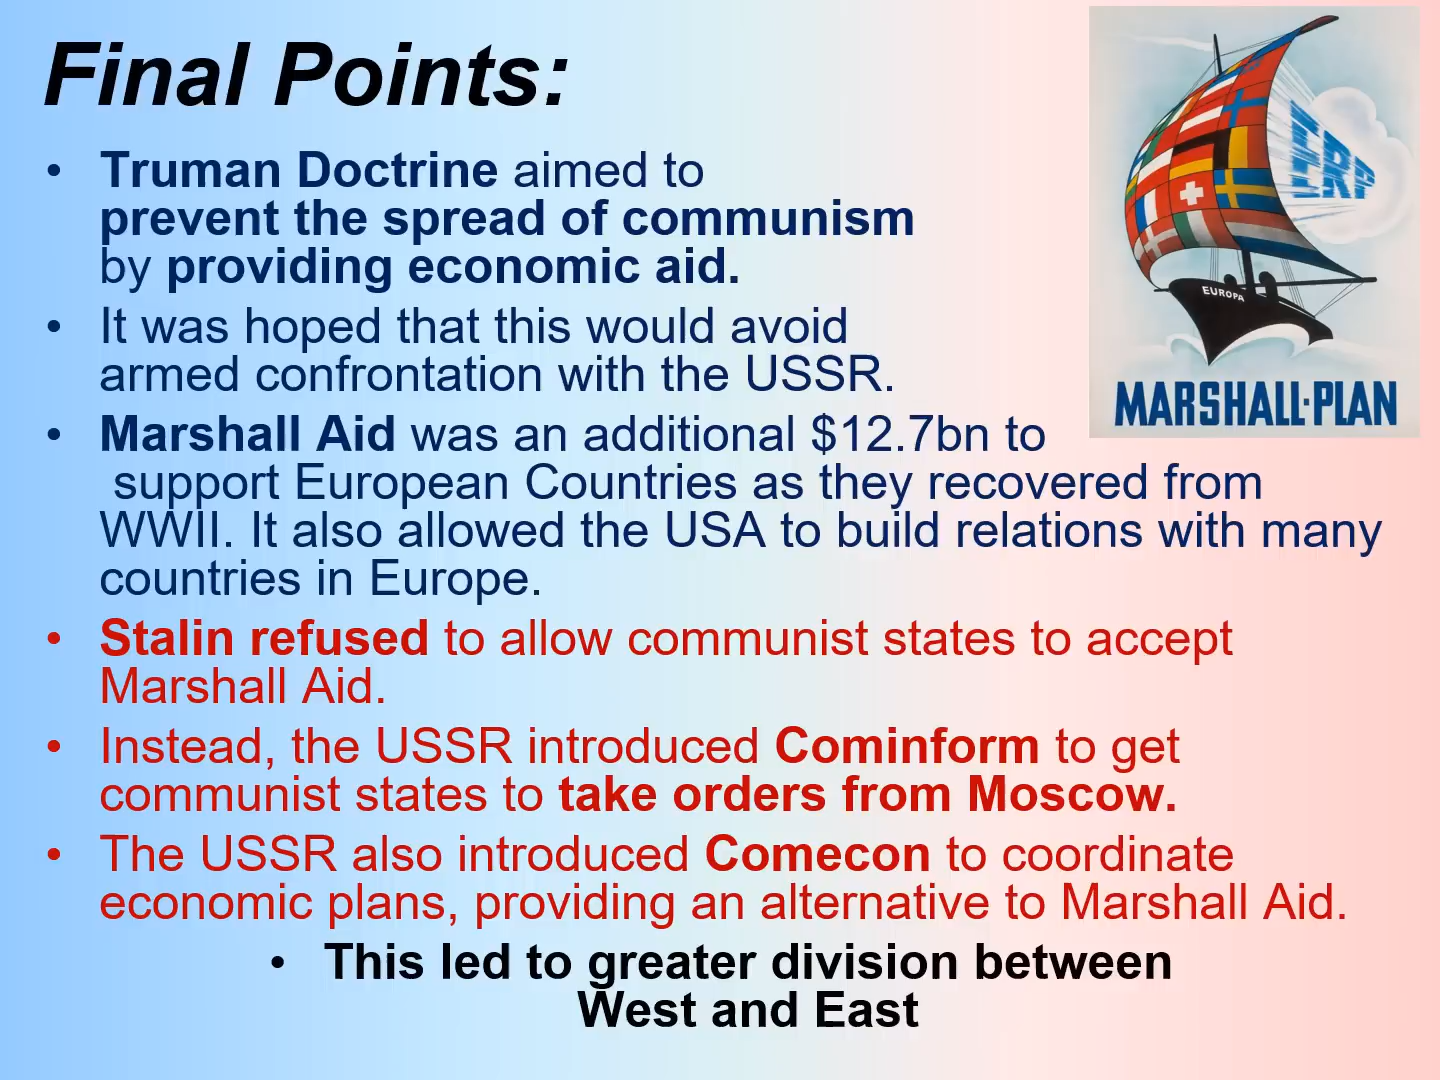 Final Points:
• Truman Doctrine aimed to
prevent the spread of communism
by providing economic aid.
• It was hoped that this would avoid
armed confrontation with the USSR.
• Marshall Aid was an additional $12.7bn to
support European Countries as they recovered from
WWII. It also allowed the USA to build relations with many
countries in Europe.
• Stalin refused to allow communist states to accept
Marshall Aid.
• Instead, the USSR introduced Cominform to get
communist states to take orders from Moscow.
• The USSR also introduced Comecon to coordinate
economic plans, providing an alternative to Marshall Aid.
• This led to greater division between
West and East
ERP
EUROPA
MARSHALL·PLAN